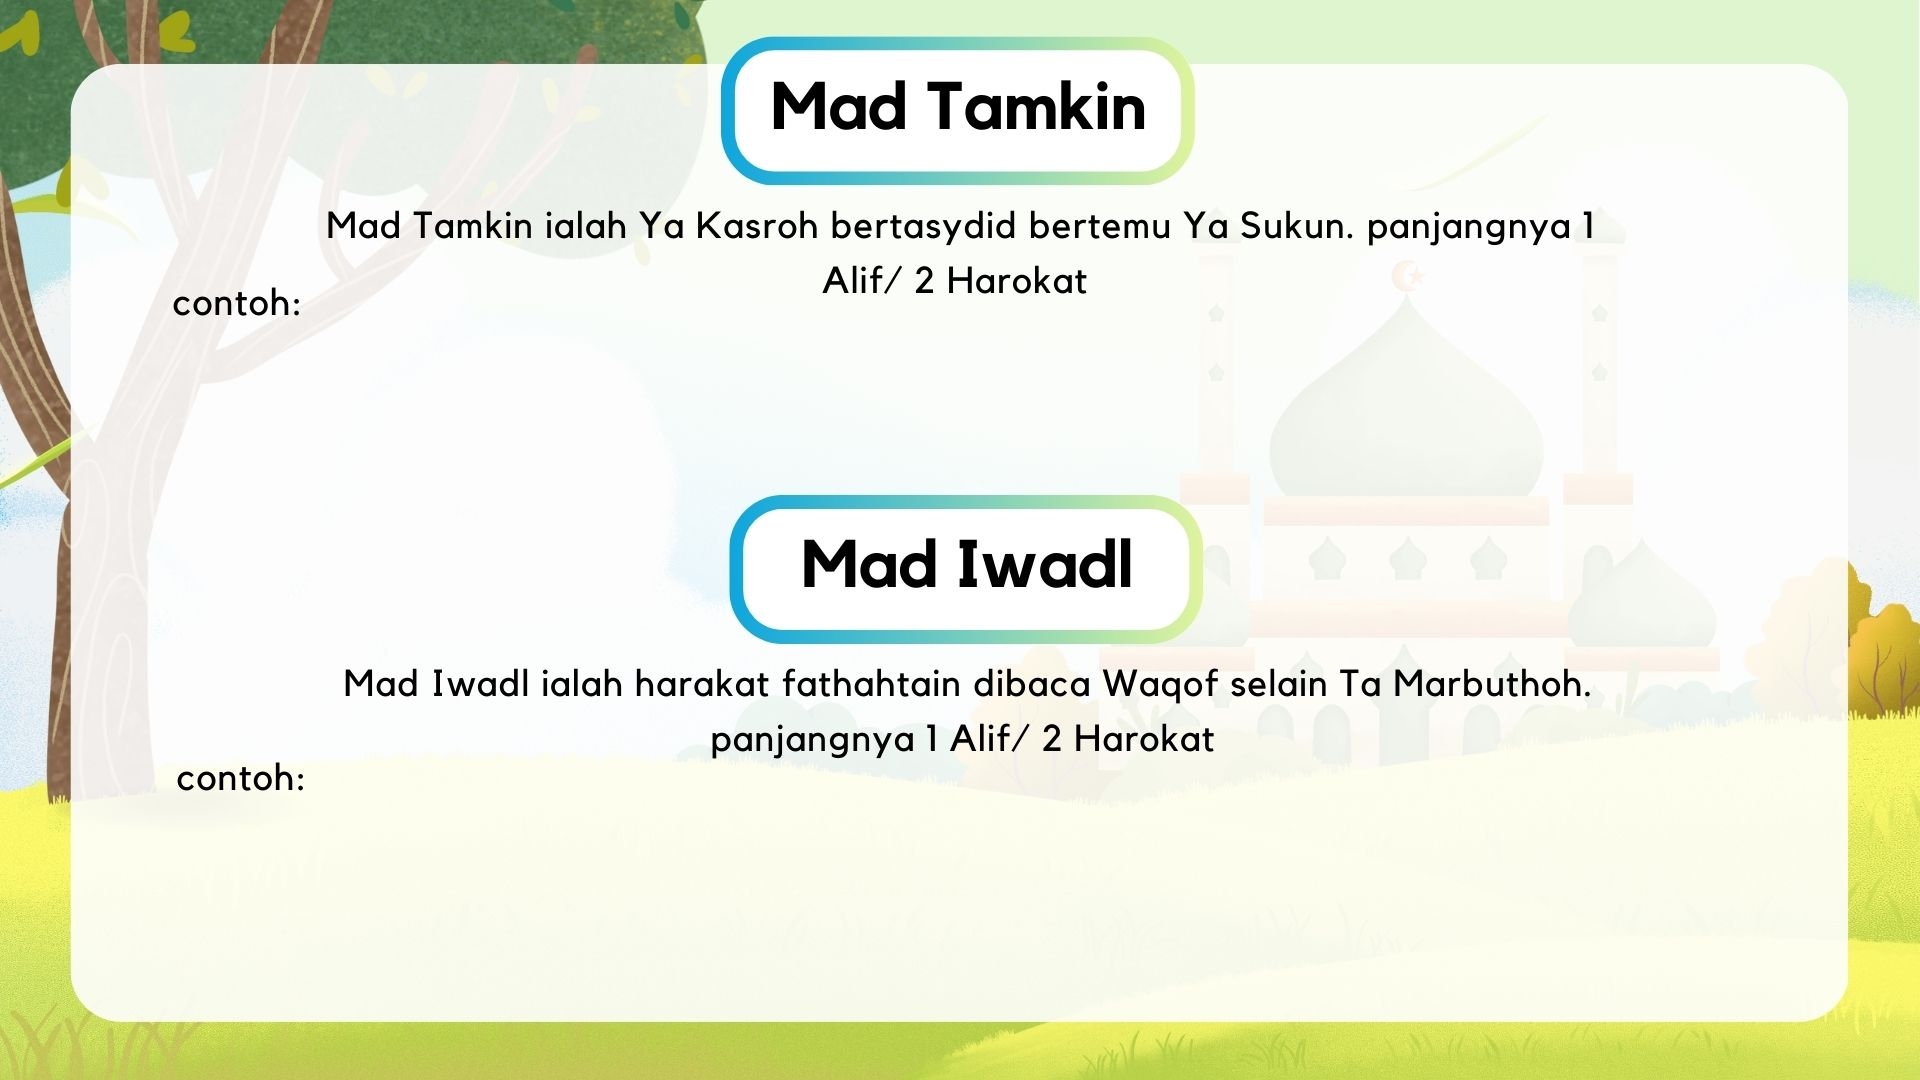 Mad Tamkin
Mad Tamkin ialah Ya Kasroh bertasydid bertemu Ya Sukun. panjangnya 1
Alif/ 2 Harokat
contoh:
Mad Iwadl
Mad Iwadl ialah harakat fathahtain dibaca Waqof selain Ta Marbuthoh.
panjangnya 1 Alif/ 2 Harokat
contoh: